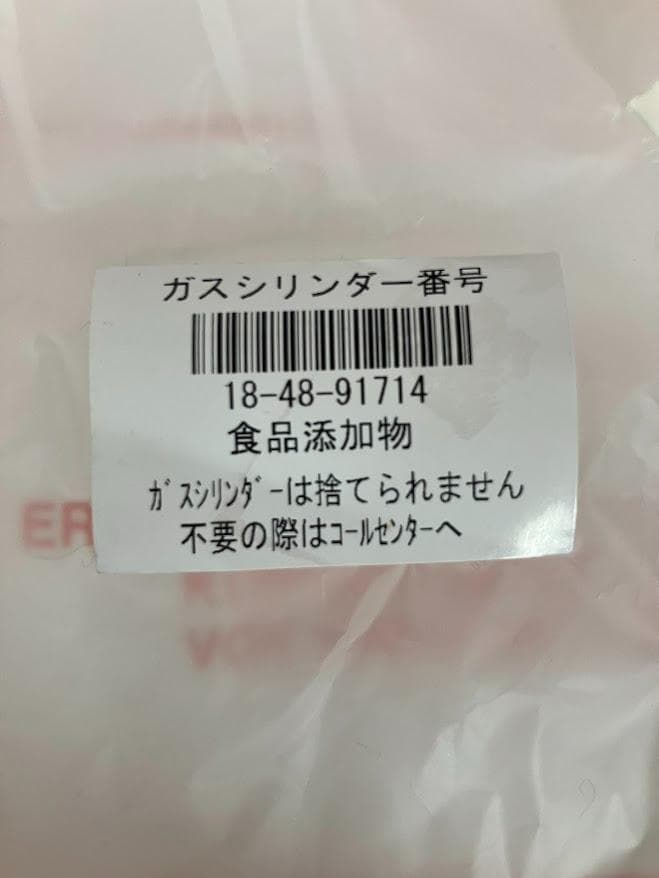 ガスシリンダー番号
18-48-91714
食品添加物
ｶﾞｽｼﾘﾝﾀﾞｰは捨てられません
不要の際はｺｰﾙｾﾝﾀｰへ
ER